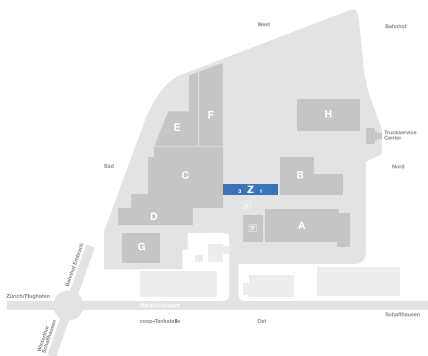 West
Bahnhof
F
H
E
Truckservice
Center
Süd
Nord
C
B
3 Z 1
D
P
A
G
Bahnhof Embrach
Zürich/Flughafen
Schaffhausen
Winterthur
Schaffhausen
coop-Tankstelle
Ost